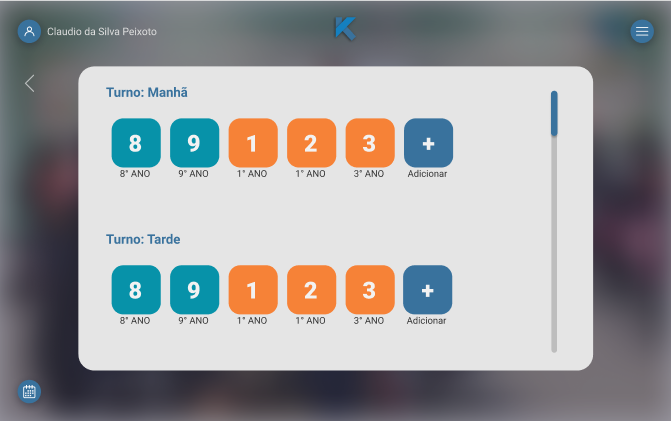 Claudio da Silva Peixoto
Turno: Manhã
8 9 1 2 3 +
8° ANO 9° ANO 1° ANO 1° ANO 3° ANO Adicionar
Turno: Tarde
8 9 1 2 3 +
8° ANO 9° ANO 1° ANO 1° ANO 3° ANO Adicionar